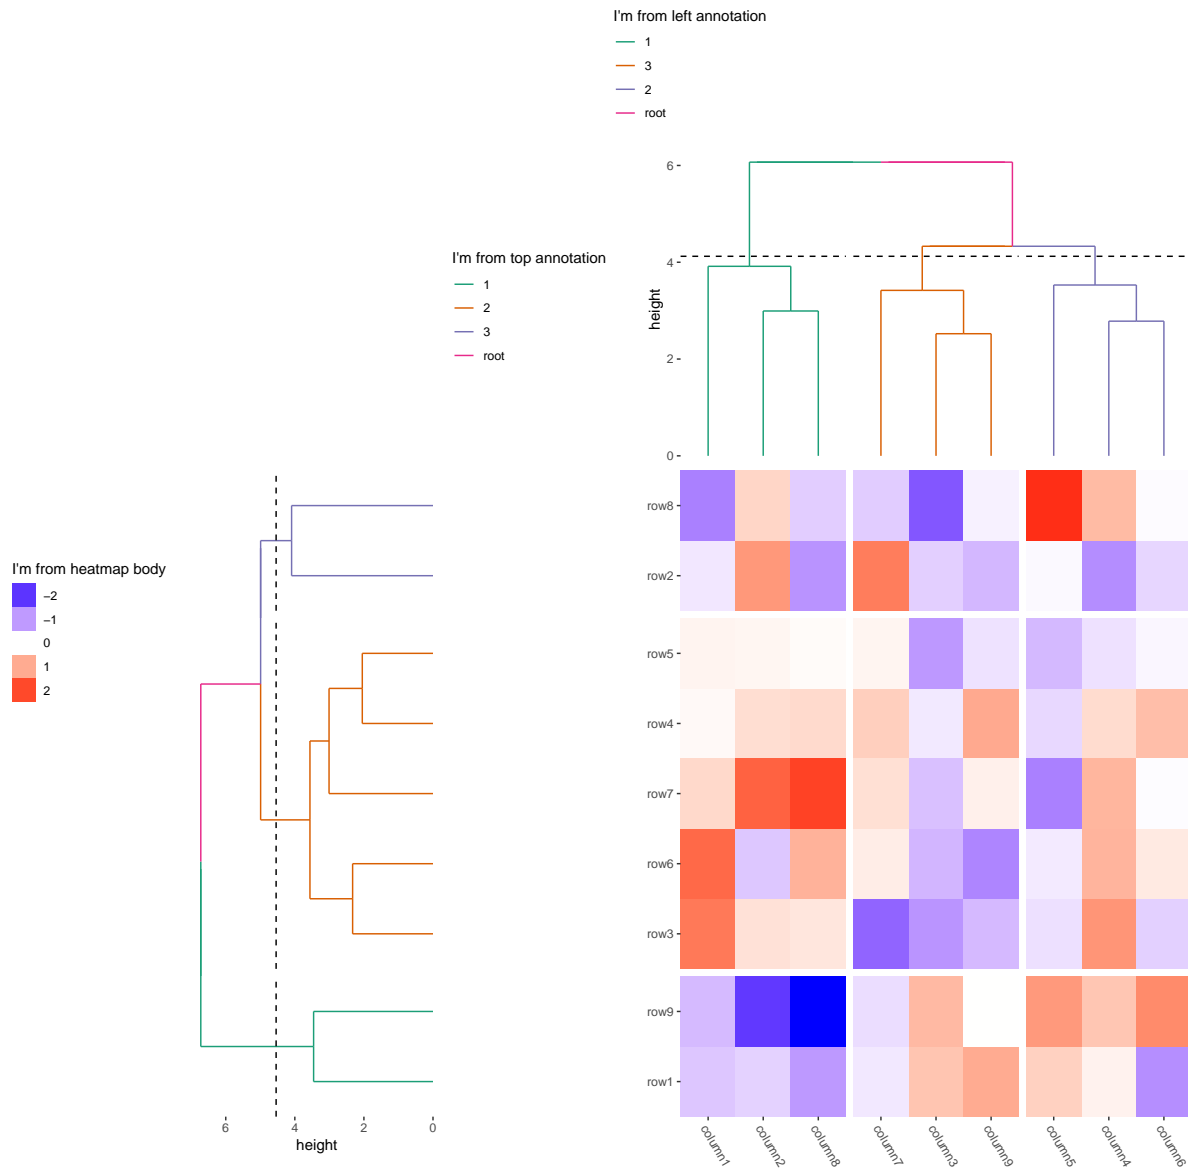 I'm from left annotation
1
3
2
root
6
4
2
0
height
I'm from top annotation
1
2
3
root
I'm from heatmap body
−2
−1
0
1
2
row8
row2
row5
row4
row7
row6
row3
row9
row1
6
4
2
0
height
column1
column2
column8
column7
column3
column9
column5
column4
column6